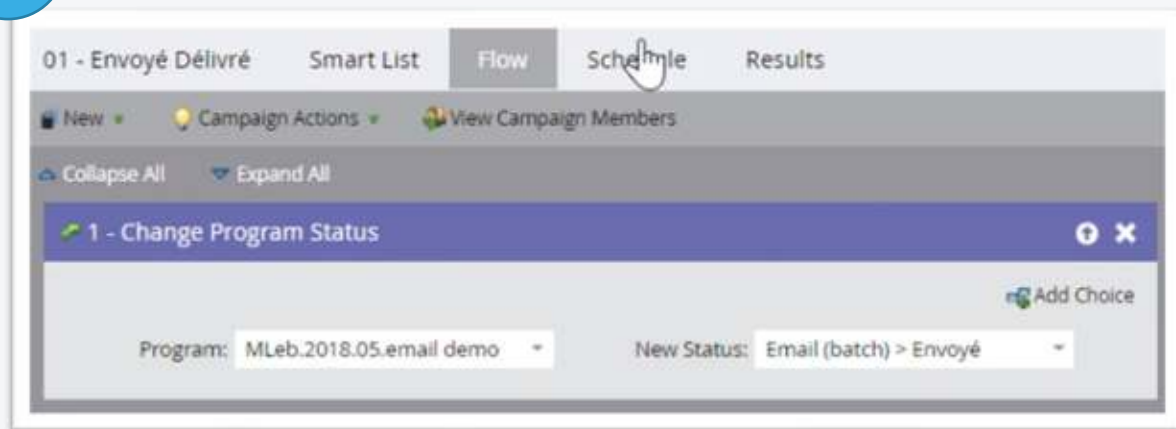 01 - Envoyé Délivré Smart List Flow Schedule Results
New Campaign Actions View Campaign Members
Collapse All Expand All
1 - Change Program Status
Add Choice
Program: MLeb.2018.05.email demo New Status: Email (batch) > Envoyé